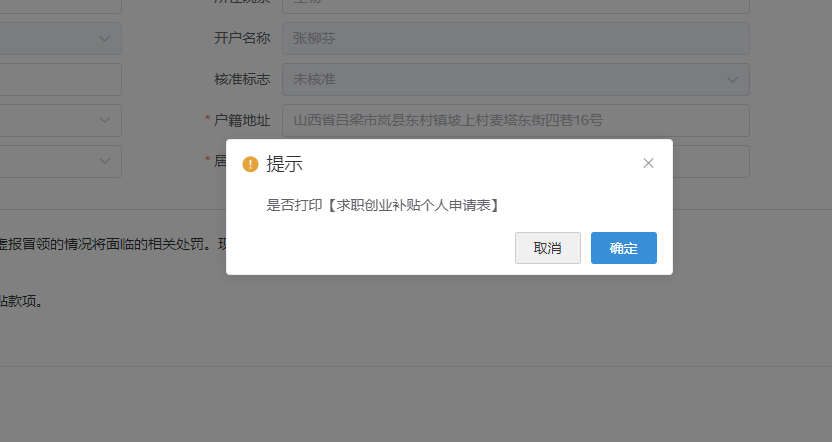 开户名称
张柳芬
核准标志
未核准
* 户籍地址
山西省吕梁市岚县东村镇坡上村麦塔东街四巷16号
* 居
提示
是否打印【求职创业补贴个人申请表】
虚报冒领的情况将面临的相关处罚。现
取消
确定
贴款项。